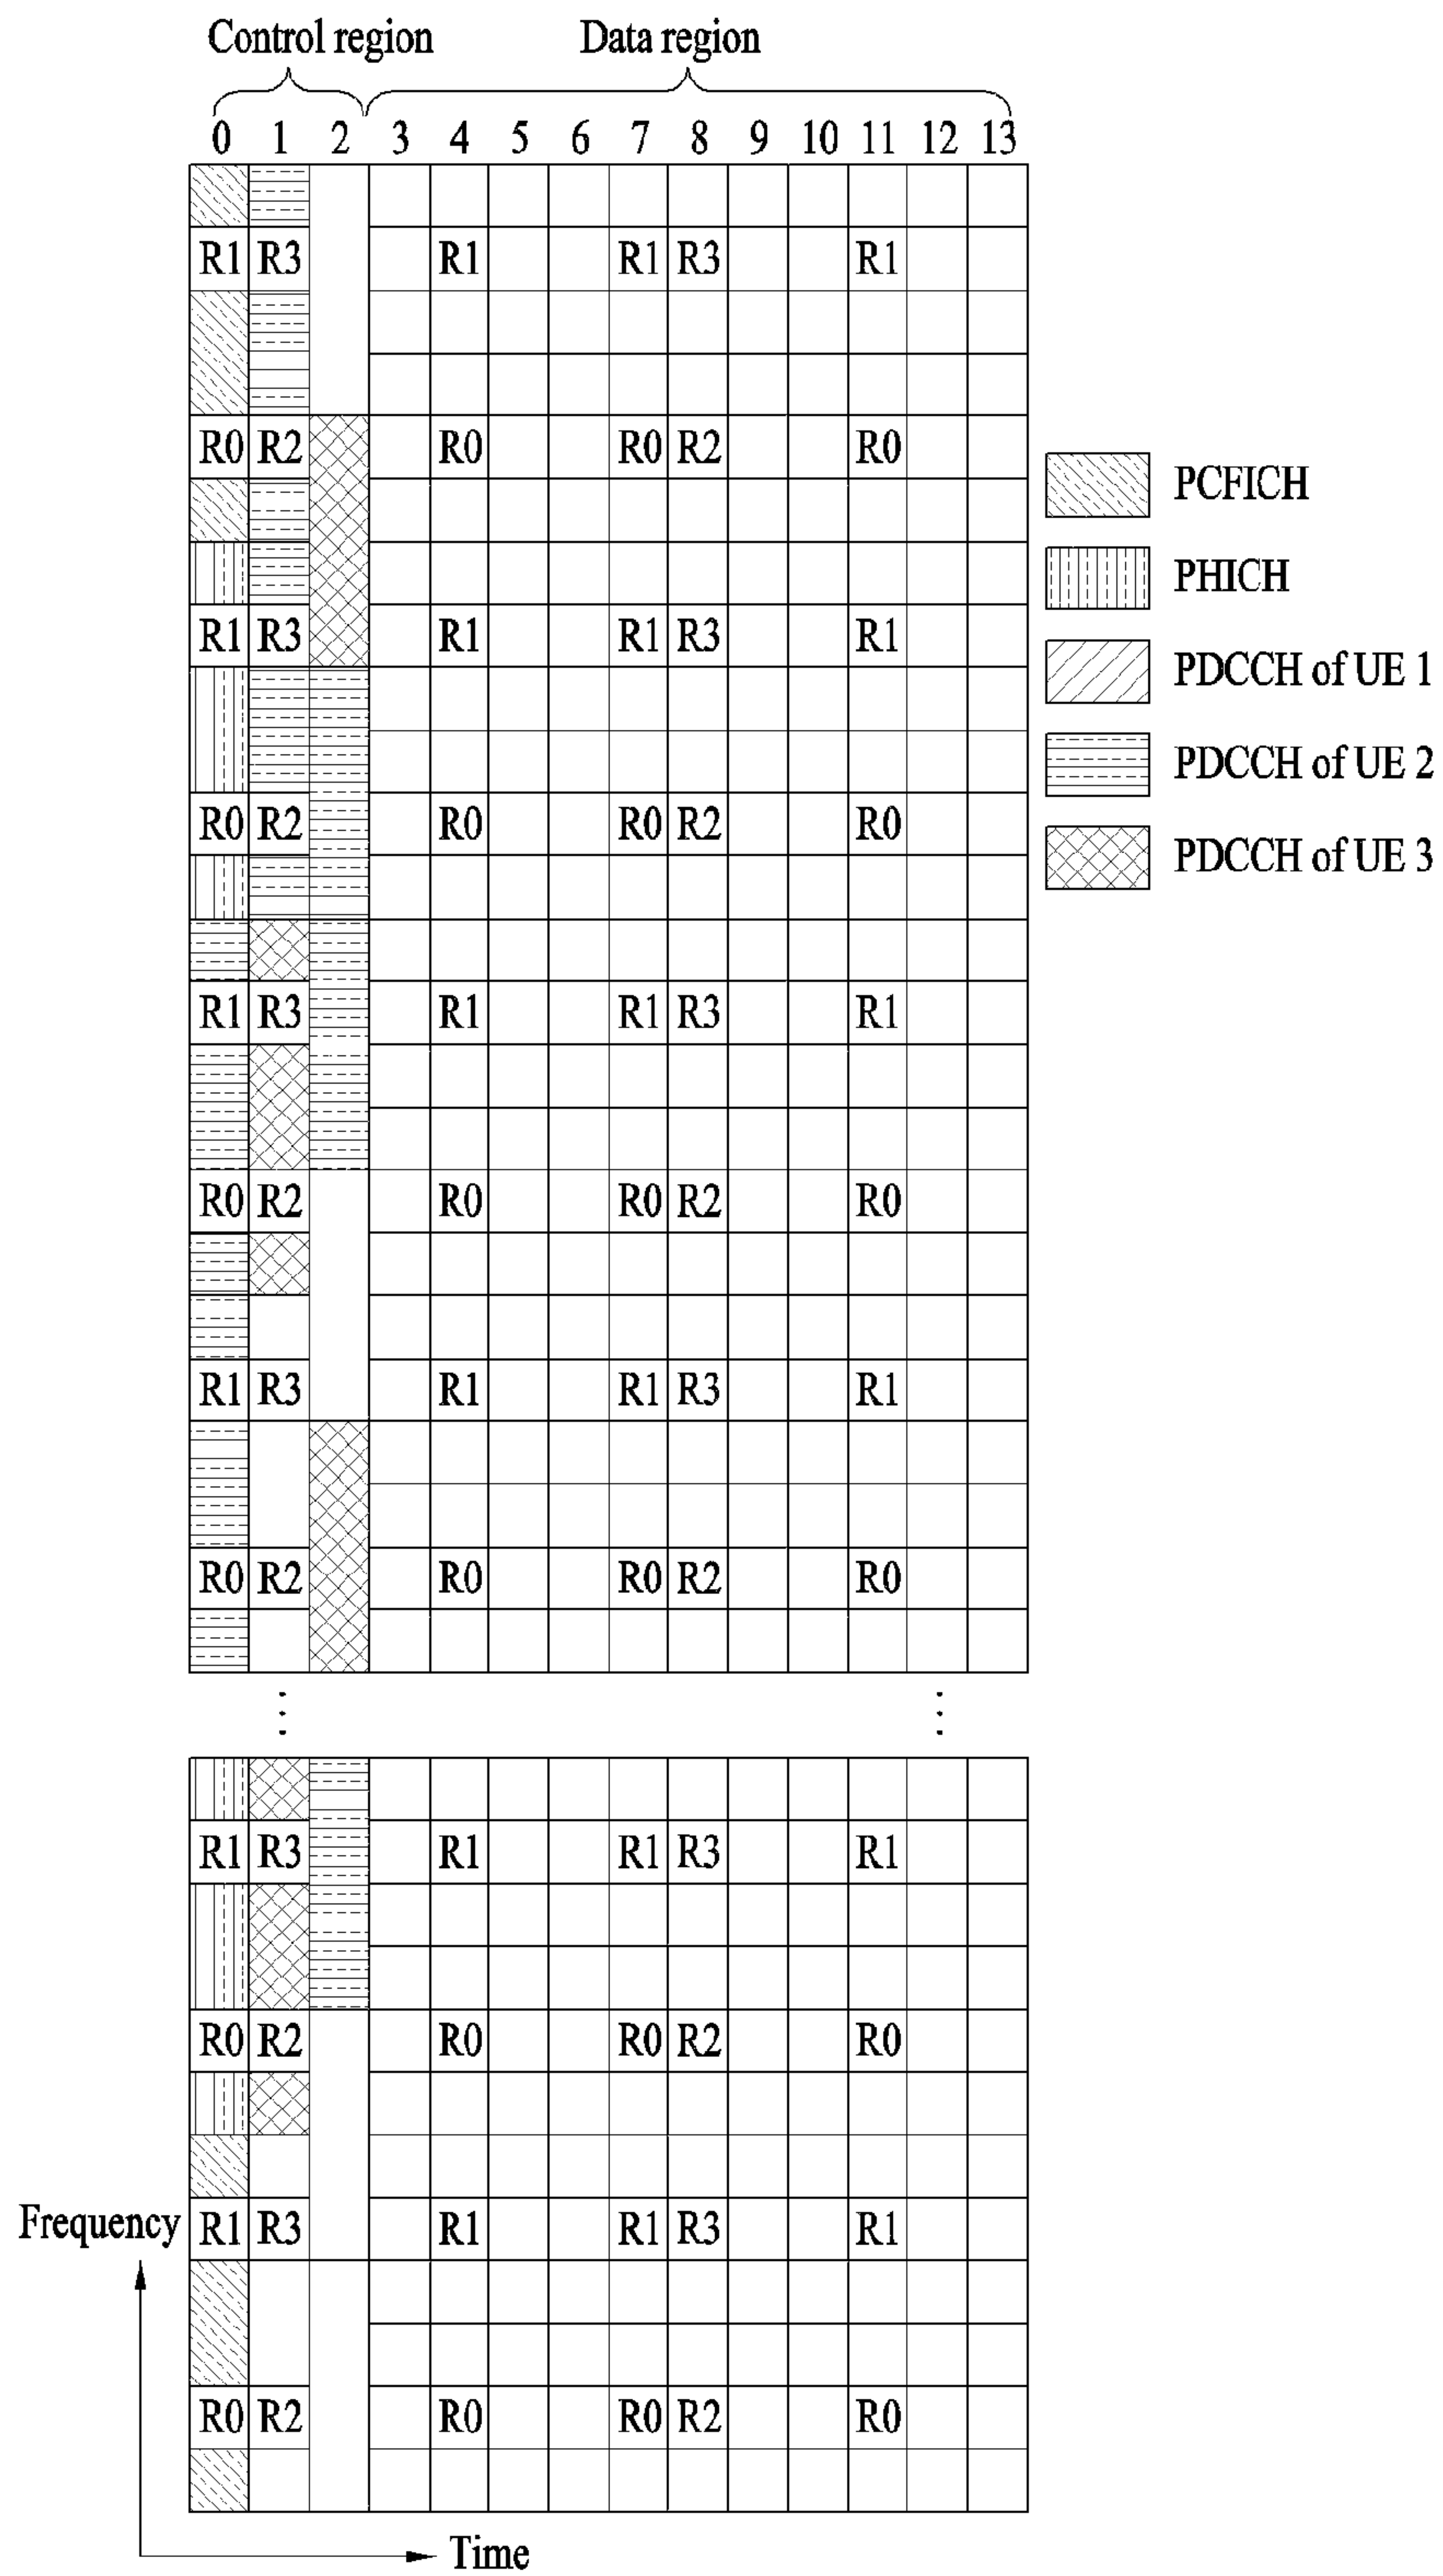 Control region Data region
0 1 2 3 4 5 6 7 8 9 10 11 12 13
R1 R3 R1 R1 R3 R1
R0 R2 R0 R0 R2 R0
PCFICH
PHICH
R1 R3 R1 R1 R3 R1
PDCCH of UE 1
PDCCH of UE 2
R0 R2 R0 R0 R2 R0
PDCCH of UE 3
R1 R3 R1 R1 R3 R1
R0 R2 R0 R0 R2 R0
R1 R3 R1 R1 R3 R1
R0 R2 R0 R0 R2 R0
R1 R3 R1 R1 R3 R1
R0 R2 R0 R0 R2 R0
Frequency R1 R3 R1 R1 R3 R1
R0 R2 R0 R0 R2 R0
Time